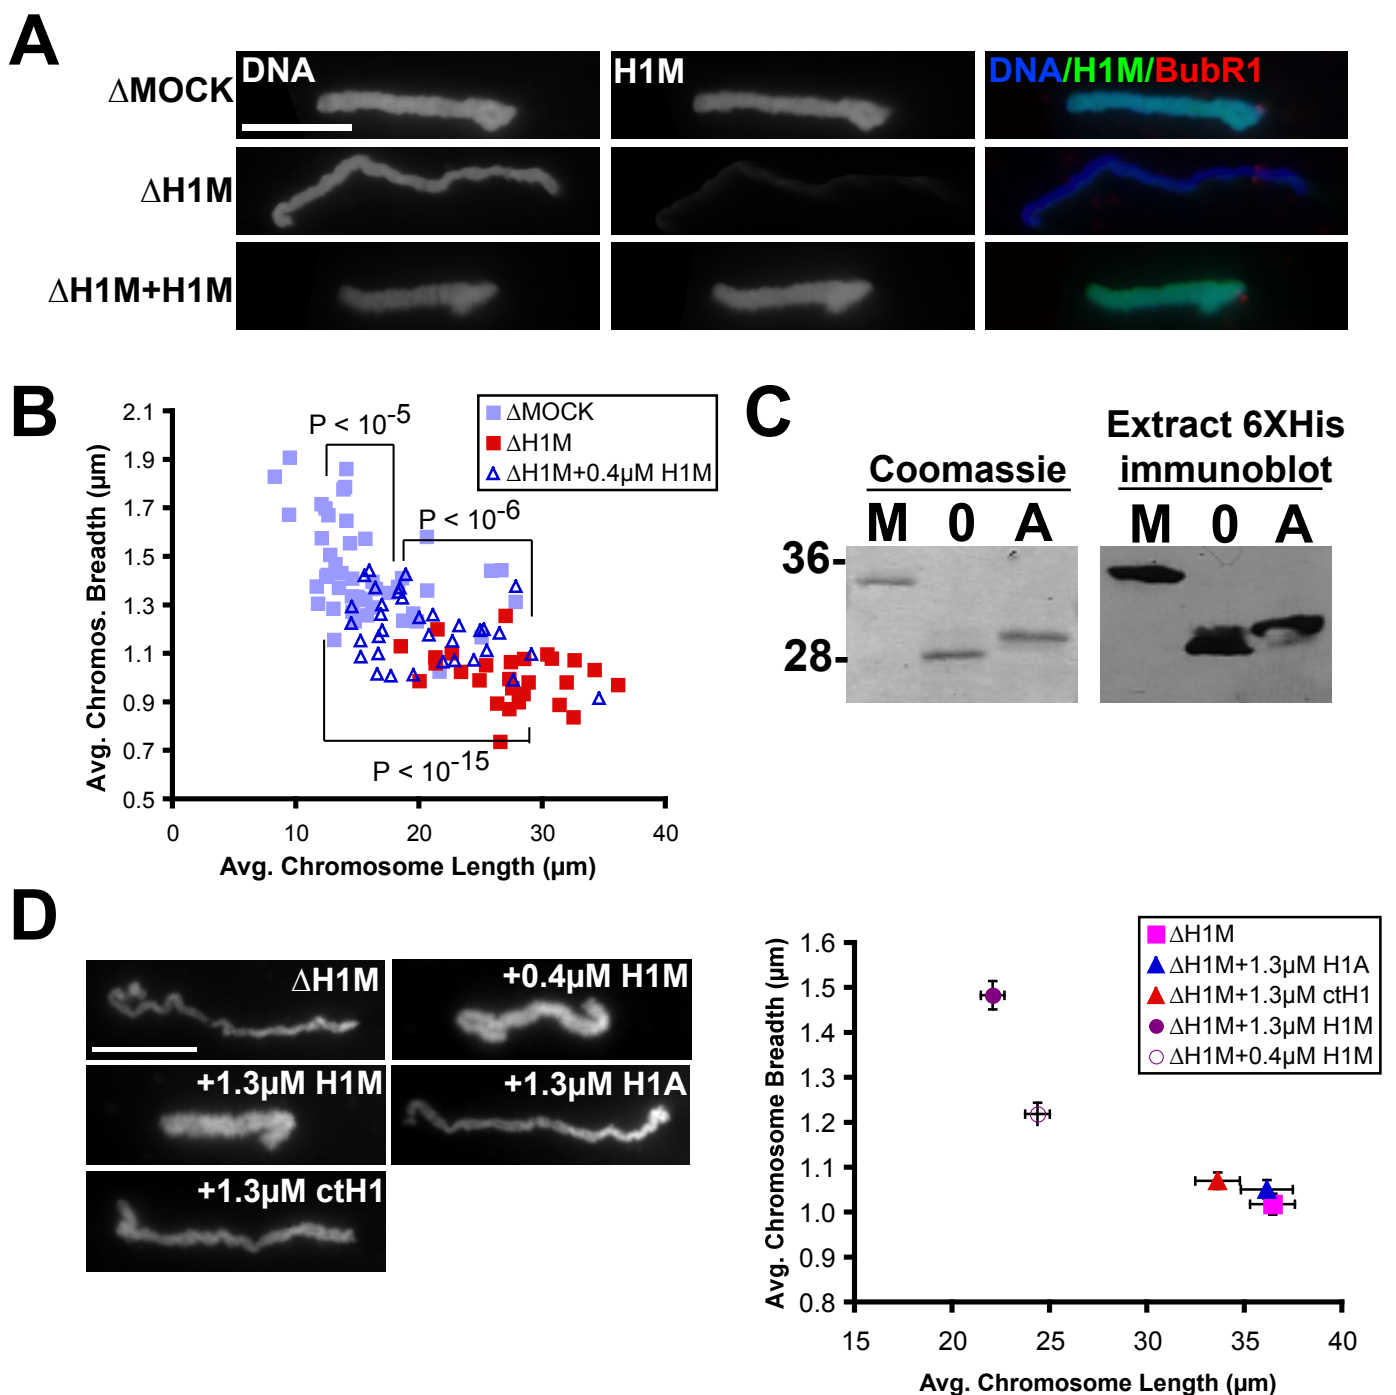 A
ΔMOCK
DNA
H1M
DNA/H1M/BubR1
ΔH1M
ΔH1M+H1M
B
Avg. Chromos. Breadth (µm)
2.1
1.9
1.7
1.5
1.3
1.1
0.9
0.7
0.5
P < 10-5
P < 10-6
P < 10-15
ΔMOCK
ΔH1M
ΔH1M+0.4µM H1M
0 10 20 30 40
Avg. Chromosome Length (µm)
C
Coomassie
Extract 6XHis
immunoblot
M 0 A
M 0 A
36
28
D
ΔH1M
+0.4µM H1M
+1.3µM H1M
+1.3µM H1A
+1.3µM ctH1
Avg. Chromosome Breadth (µm)
1.6
1.5
1.4
1.3
1.2
1.1
1.0
0.9
0.8
ΔH1M
ΔH1M+1.3µM H1A
ΔH1M+1.3µM ctH1
ΔH1M+1.3µM H1M
ΔH1M+0.4µM H1M
15 20 25 30 35 40
Avg. Chromosome Length (µm)